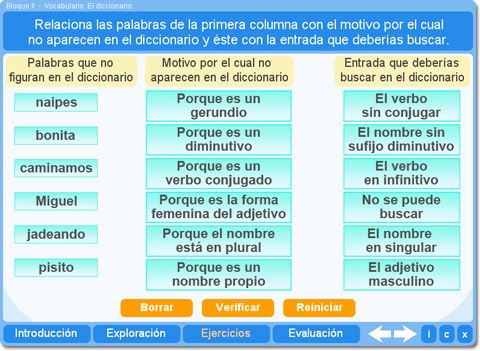 Bloque II - Vocabulario. El diccionario.
Relaciona las palabras de la primera columna con el motivo por el cual
no aparecen en el diccionario y éste con la entrada que deberías buscar.
Palabras que no
figuran en el diccionario
Motivo por el cual no
aparecen en el diccionario
Entrada que deberías
buscar en el diccionario
naipes
Porque es un
gerundio
El verbo
sin conjugar
bonita
Porque es un
diminutivo
El nombre sin
sufijo diminutivo
caminamos
Porque es un
verbo conjugado
El verbo
en infinitivo
Miguel
Porque es la forma
femenina del adjetivo
No se puede
buscar
jadeando
Porque el nombre
está en plural
El nombre
en singular
pisito
Porque es un
nombre propio
El adjetivo
masculino
Borrar
Verificar
Reiniciar
Introducción
Exploración
Ejercicios
Evaluación
i
c
x